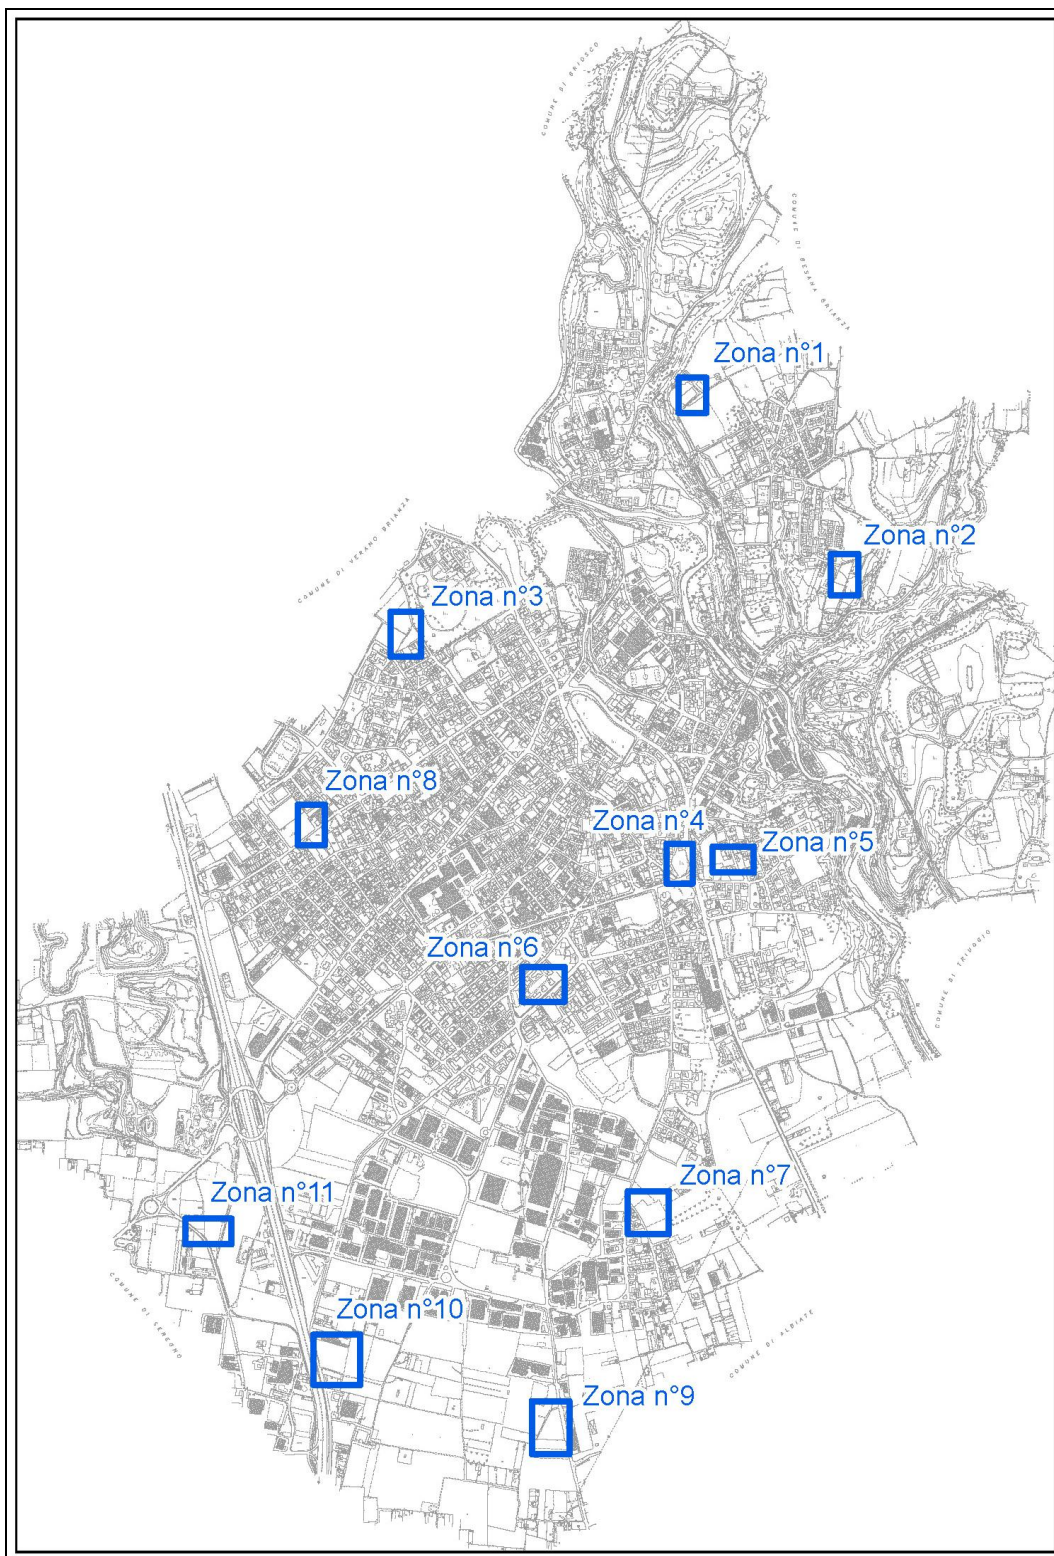 COMUNE DI BRIOSCO
COMUNE DI BESANA BRIANZA
Zona n°1
Zona n°2
COMUNE DI VERANO BRIANZA
Zona n°3
Zona n°8
Zona n°4
Zona n°5
Zona n°6
COMUNE DI TRIUGGIO
Zona n°7
Zona n°11
COMUNE DI SEREGNO
Zona n°10
COMUNE DI ALBIATE
Zona n°9